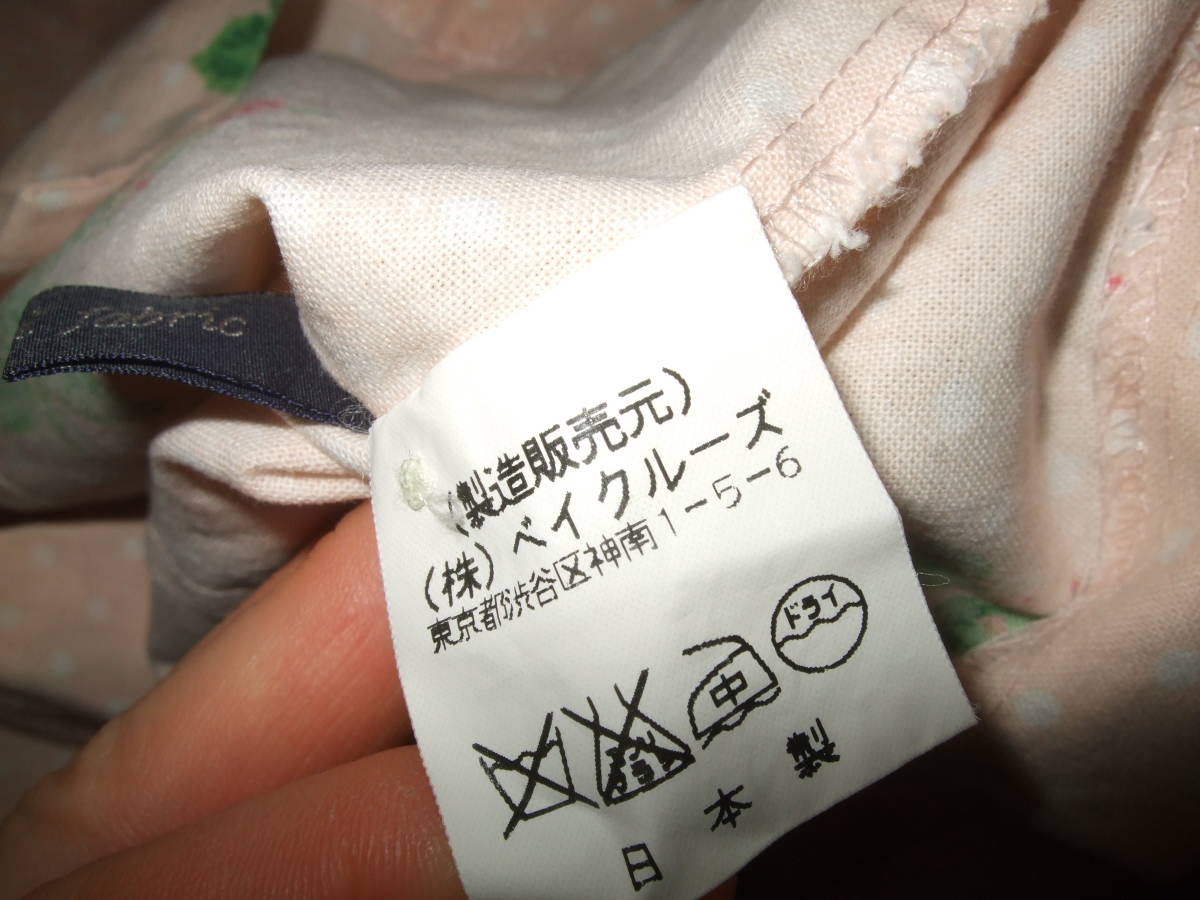 fabric
(製造販売元)
(株)ベイクルーズ
東京都渋谷区神南1-5-6
中 ドライ
日本製